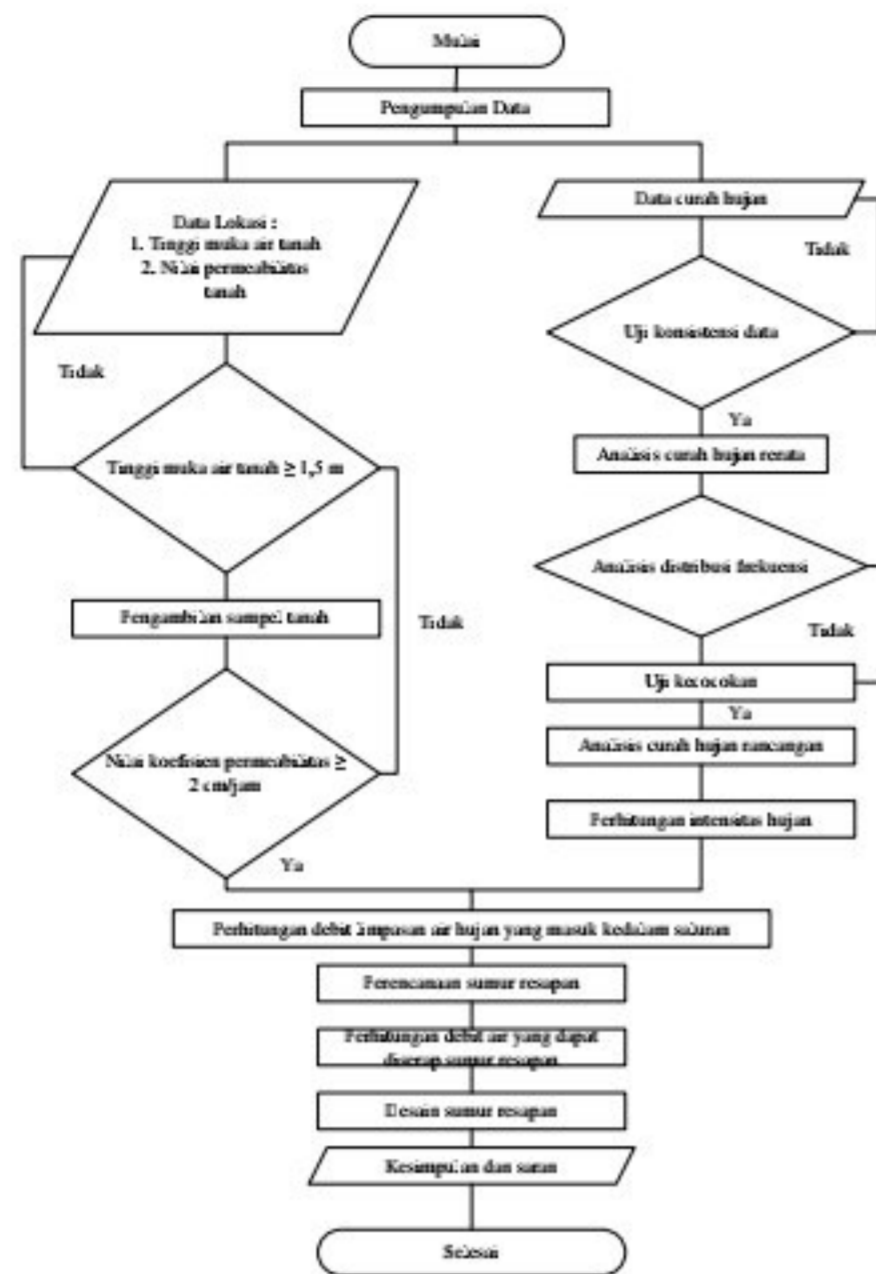 Mulai
Pengumpulan Data
Data Lokasi :
1. Tinggi muka air tanah
2. Nilai permeabilitas
tanah
Tidak
Tinggi muka air tanah ≥ 1,5 m
Pengambilan sampel tanah
Tidak
Nilai koefisien permeabilitas ≥
2 cm/jam
Ya
Data curah hujan
Tidak
Uji konsistensi data
Ya
Analisis curah hujan rerata
Analisis distribusi frekuensi
Tidak
Uji kecocokan
Ya
Analisis curah hujan rancangan
Perhitungan intensitas hujan
Perhitungan debit limpasan air hujan yang masuk kedalam saluran
Perencanaan sumur resapan
Perhitungan debit air yang dapat
diserap sumur resapan
Desain sumur resapan
Kesimpulan dan saran
Selesai